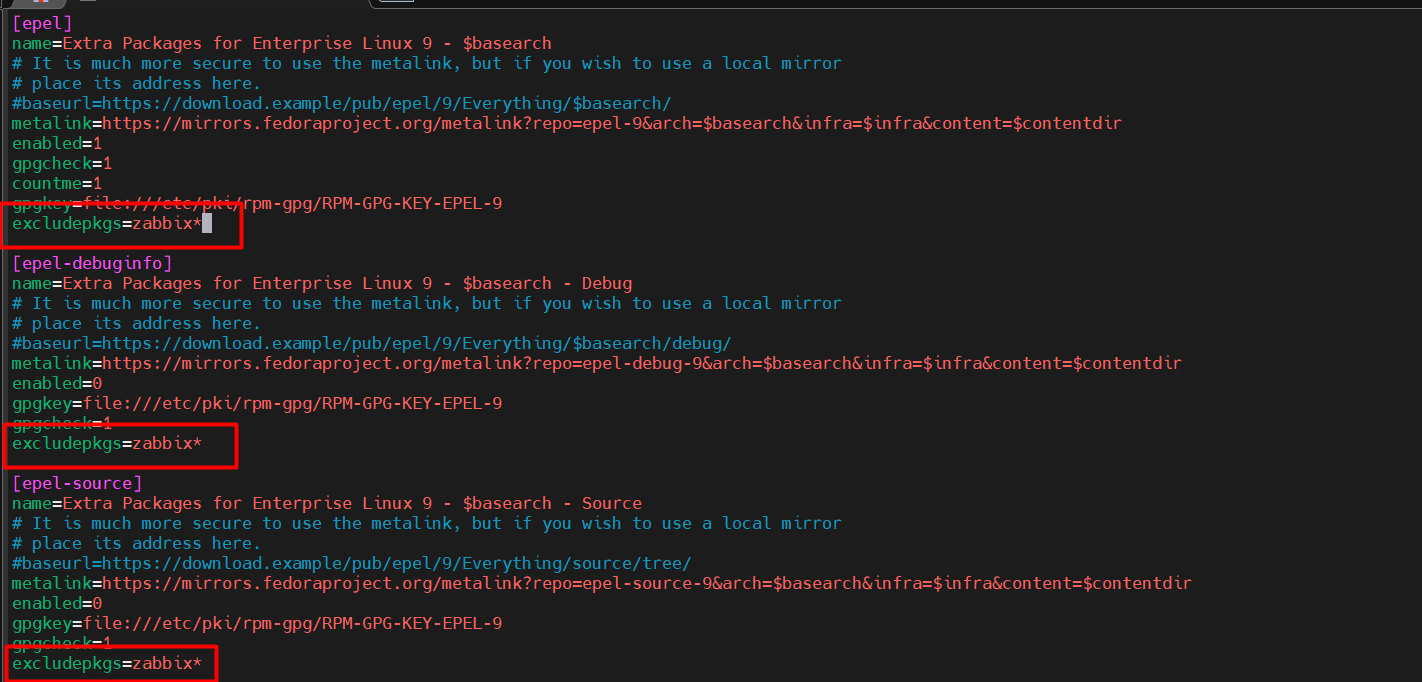 [epel]
name=Extra Packages for Enterprise Linux 9 - $basearch
# It is much more secure to use the metalink, but if you wish to use a local mirror
# place its address here.
#baseurl=https://download.example/pub/epel/9/Everything/$basearch/
metalink=https://mirrors.fedoraproject.org/metalink?repo=epel-9&arch=$basearch&infra=$infra&content=$contentdir
enabled=1
gpgcheck=1
countme=1
gpgkey=file:///etc/pki/rpm-gpg/RPM-GPG-KEY-EPEL-9
excludepkgs=zabbix*
[epel-debuginfo]
name=Extra Packages for Enterprise Linux 9 - $basearch - Debug
# It is much more secure to use the metalink, but if you wish to use a local mirror
# place its address here.
#baseurl=https://download.example/pub/epel/9/Everything/$basearch/debug/
metalink=https://mirrors.fedoraproject.org/metalink?repo=epel-debug-9&arch=$basearch&infra=$infra&content=$contentdir
enabled=0
gpgkey=file:///etc/pki/rpm-gpg/RPM-GPG-KEY-EPEL-9
gpgcheck=1
excludepkgs=zabbix*
[epel-source]
name=Extra Packages for Enterprise Linux 9 - $basearch - Source
# It is much more secure to use the metalink, but if you wish to use a local mirror
# place its address here.
#baseurl=https://download.example/pub/epel/9/Everything/source/tree/
metalink=https://mirrors.fedoraproject.org/metalink?repo=epel-source-9&arch=$basearch&infra=$infra&content=$contentdir
enabled=0
gpgkey=file:///etc/pki/rpm-gpg/RPM-GPG-KEY-EPEL-9
gpgcheck=1
excludepkgs=zabbix*